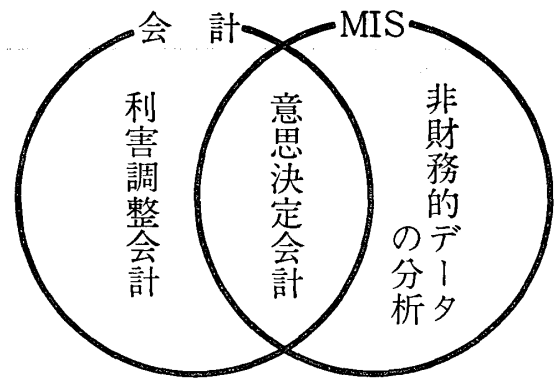 会 計
MIS
利害調整会計
意思決定会計
非財務的データ
の分析